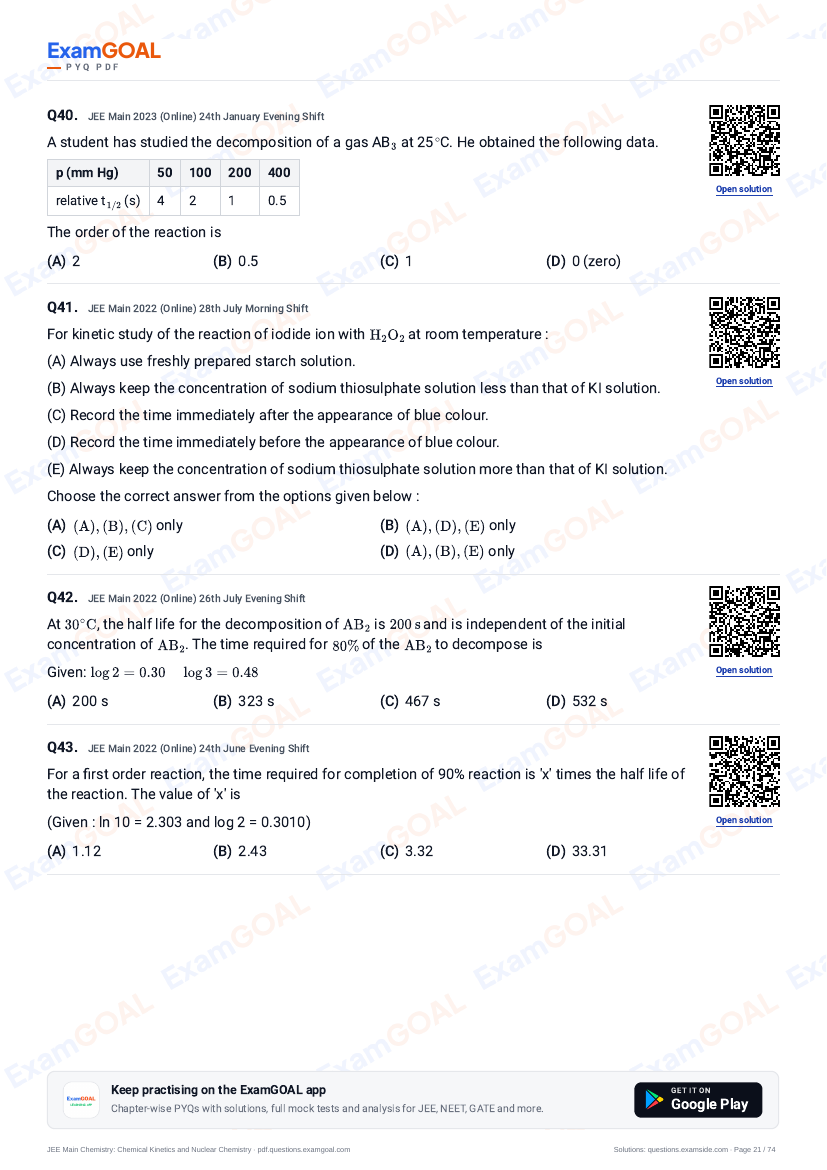 ExamGOAL
PYQ PDF
Q40. JEE Main 2023 (Online) 24th January Evening Shift
A student has studied the decomposition of a gas AB₃ at 25°C. He obtained the following data.
p (mm Hg) 50 100 200 400
relative t₁/₂ (s) 4 2 1 0.5
The order of the reaction is
(A) 2 (B) 0.5 (C) 1 (D) 0 (zero)
Open solution
Q41. JEE Main 2022 (Online) 28th July Morning Shift
For kinetic study of the reaction of iodide ion with H₂O₂ at room temperature :
(A) Always use freshly prepared starch solution.
(B) Always keep the concentration of sodium thiosulphate solution less than that of KI solution.
(C) Record the time immediately after the appearance of blue colour.
(D) Record the time immediately before the appearance of blue colour.
(E) Always keep the concentration of sodium thiosulphate solution more than that of KI solution.
Choose the correct answer from the options given below :
(A) (A), (B), (C) only (B) (A), (D), (E) only
(C) (D), (E) only (D) (A), (B), (E) only
Open solution
Q42. JEE Main 2022 (Online) 26th July Evening Shift
At 30°C, the half life for the decomposition of AB₂ is 200 s and is independent of the initial
concentration of AB₂. The time required for 80% of the AB₂ to decompose is
Given: log 2 = 0.30 log 3 = 0.48
(A) 200 s (B) 323 s (C) 467 s (D) 532 s
Open solution
Q43. JEE Main 2022 (Online) 24th June Evening Shift
For a first order reaction, the time required for completion of 90% reaction is 'x' times the half life of
the reaction. The value of 'x' is
(Given : ln 10 = 2.303 and log 2 = 0.3010)
(A) 1.12 (B) 2.43 (C) 3.32 (D) 33.31
Open solution
ExamGOAL
Keep practising on the ExamGOAL app
Chapter-wise PYQs with solutions, full mock tests and analysis for JEE, NEET, GATE and more.
GET IT ON
Google Play
JEE Main Chemistry: Chemical Kinetics and Nuclear Chemistry · pdf.questions.examgoal.com
Solutions: questions.examside.com · Page 21 / 74